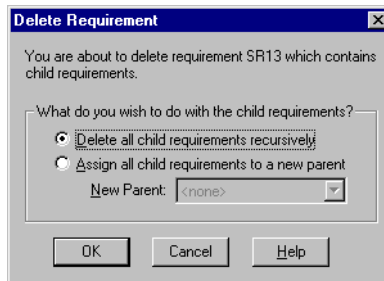 Delete Requirement
You are about to delete requirement SR13 which contains
child requirements.
What do you wish to do with the child requirements?
Delete all child requirements recursively
Assign all child requirements to a new parent
New Parent: <none>
OK Cancel Help